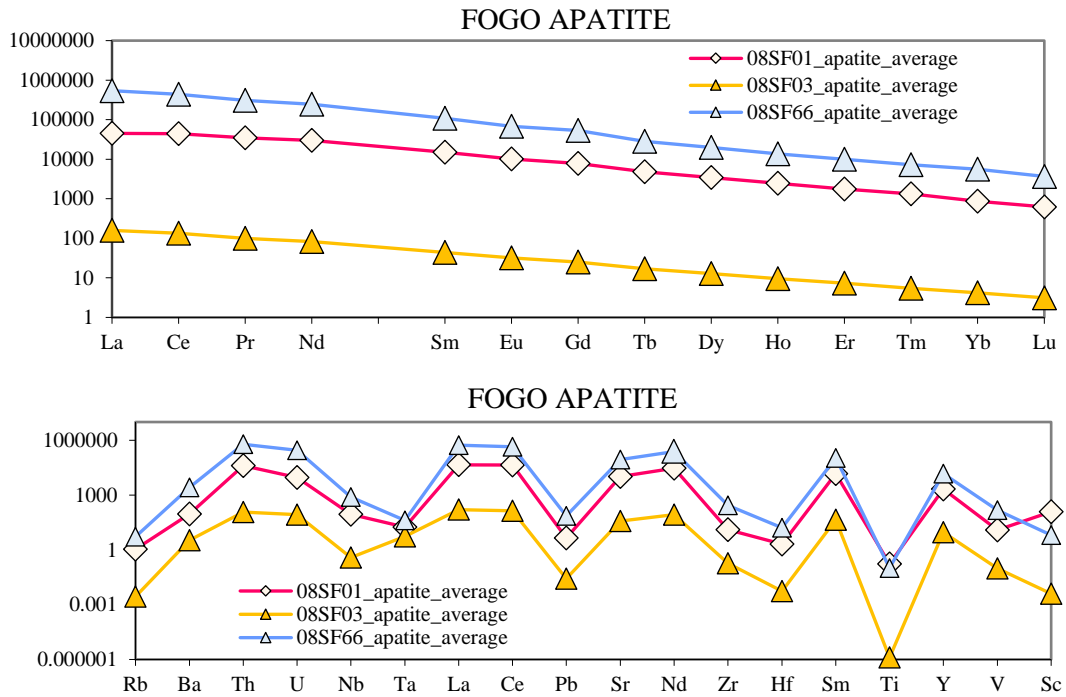 FOGO APATITE
10000000
1000000
100000
10000
1000
100
10
1
08SF01_apatite_average
08SF03_apatite_average
08SF66_apatite_average
La Ce Pr Nd Sm Eu Gd Tb Dy Ho Er Tm Yb Lu
FOGO APATITE
1000000
1000
1
0.001
0.000001
08SF01_apatite_average
08SF03_apatite_average
08SF66_apatite_average
Rb Ba Th U Nb Ta La Ce Pb Sr Nd Zr Hf Sm Ti Y V Sc